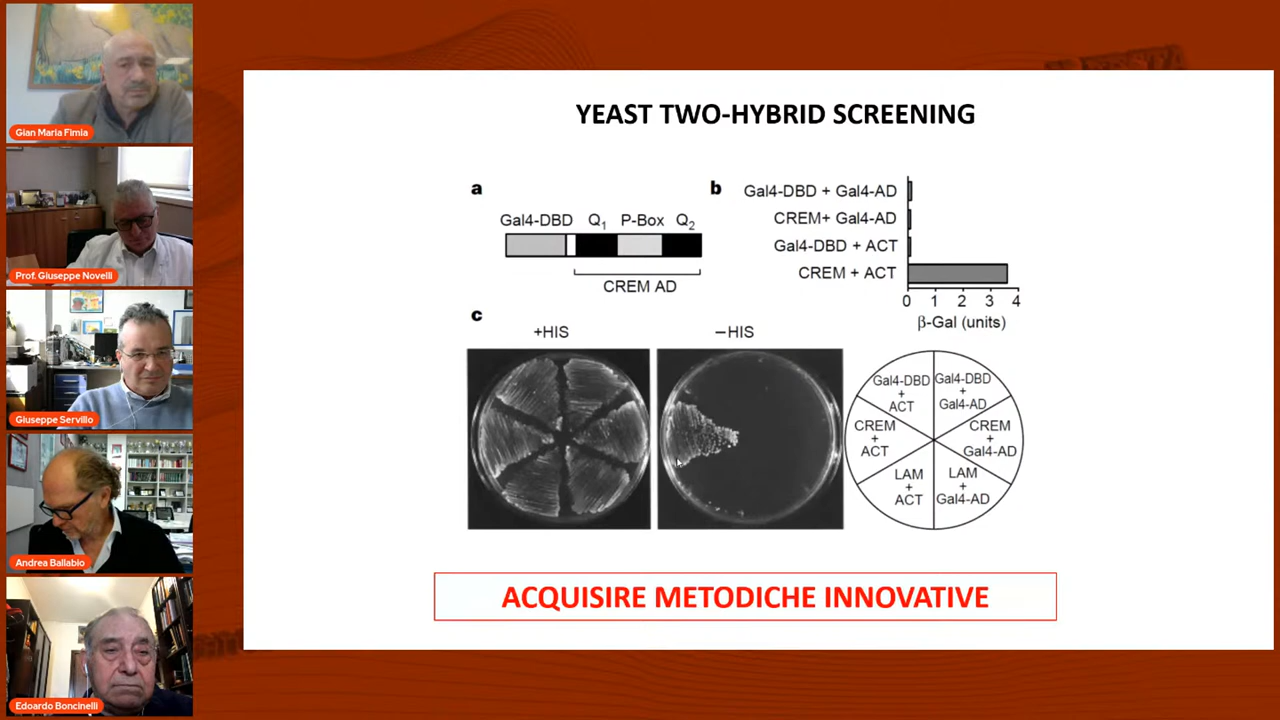 Gian Maria Fimia
Prof. Giuseppe Novelli
Giuseppe Servillo
Andrea Ballabio
Edoardo Boncinelli
YEAST TWO-HYBRID SCREENING
a
Gal4-DBD Q1 P-Box Q2
CREM AD
b
Gal4-DBD + Gal4-AD
CREM+ Gal4-AD
Gal4-DBD + ACT
CREM + ACT
0 1 2 3 4
β-Gal (units)
c
+HIS
–HIS
Gal4-DBD
+
ACT
Gal4-DBD
+
Gal4-AD
CREM
+
ACT
CREM
+
Gal4-AD
LAM
+
ACT
LAM
+
Gal4-AD
ACQUISIRE METODICHE INNOVATIVE